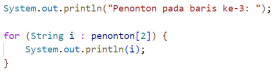 System.out.println("Penonton pada baris ke-3: ");
for (String i : penonton[2]) {
System.out.println(i);
}